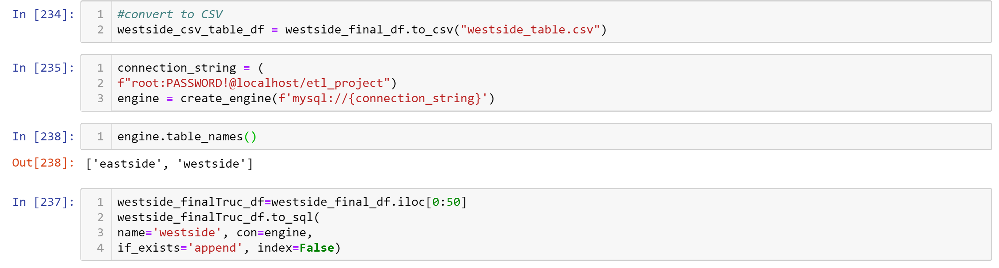 In [234]:
1 #convert to CSV
2 westside_csv_table_df = westside_final_df.to_csv("westside_table.csv")
In [235]:
1 connection_string = (
2 f"root:PASSWORD!@localhost/etl_project")
3 engine = create_engine(f'mysql://{connection_string}')
In [238]:
1 engine.table_names()
Out[238]: ['eastside', 'westside']
In [237]:
1 westside_finalTruc_df=westside_final_df.iloc[0:50]
2 westside_finalTruc_df.to_sql(
3 name='westside', con=engine,
4 if_exists='append', index=False)